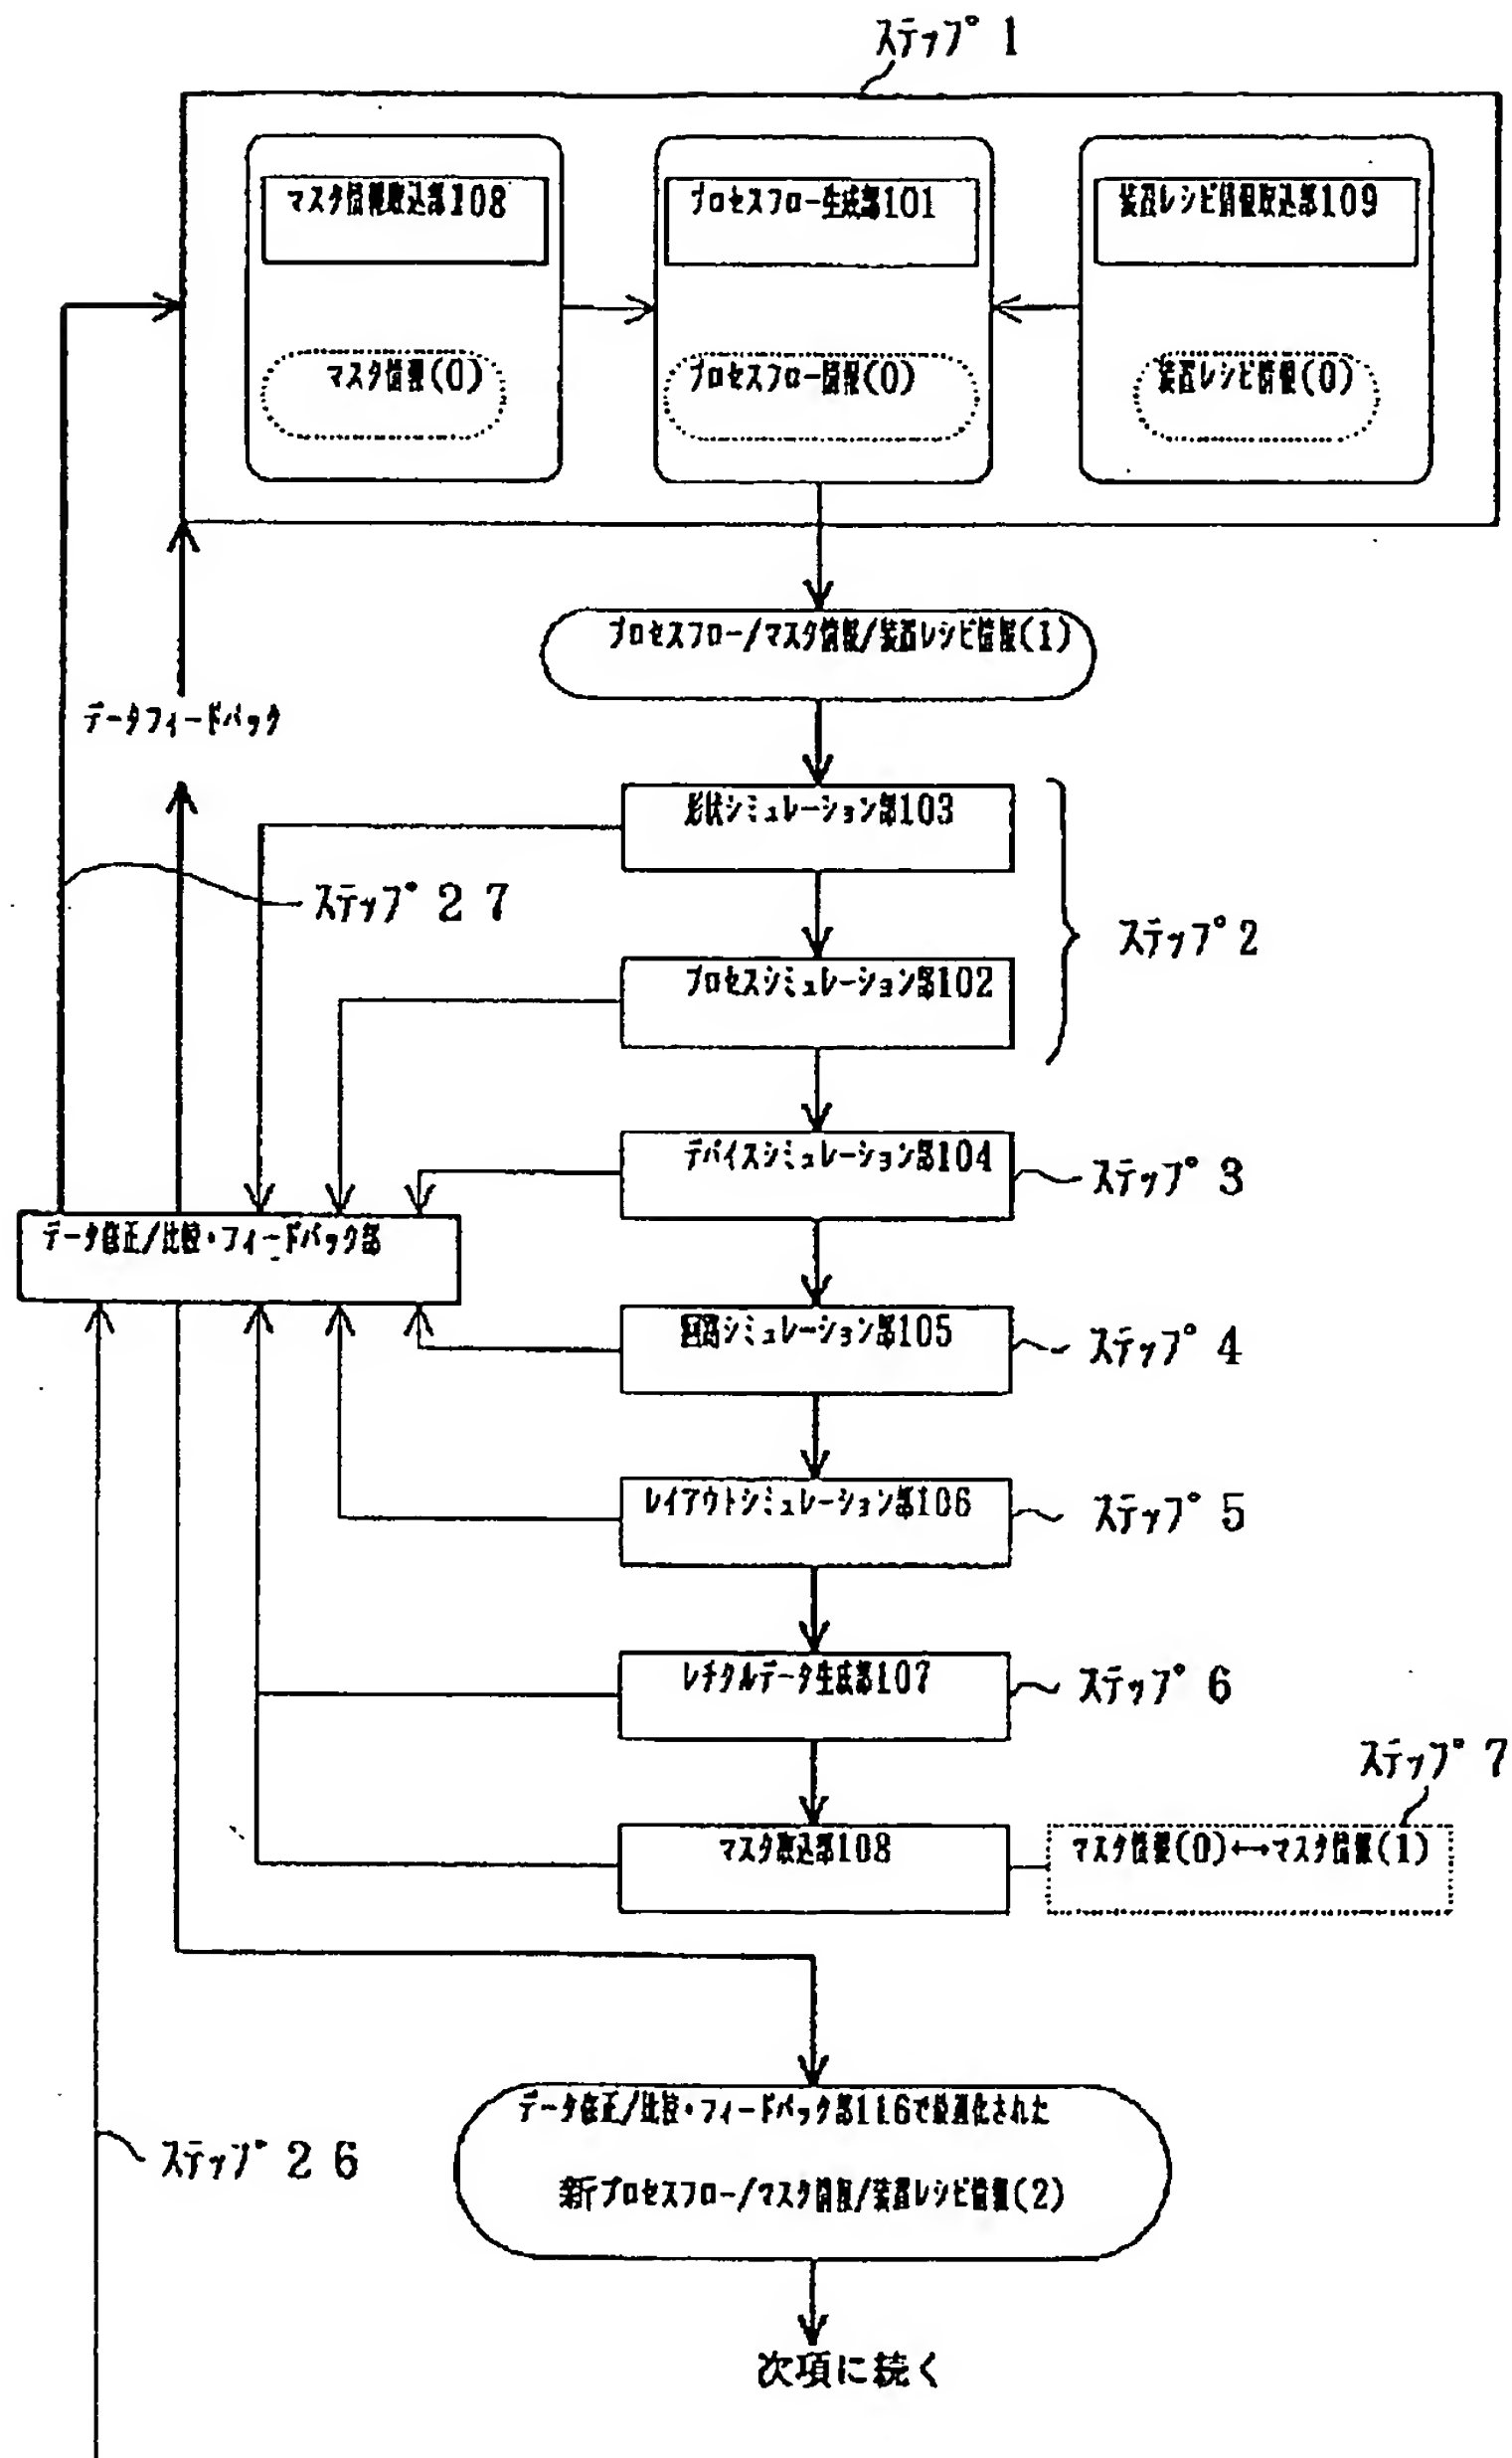 ステップ 1
マスタ情報取込部108
プロセスフロー生成部101
装置レシピ情報取込部109
マスタ情報(0)
プロセスフロー情報(0)
装置レシピ情報(0)
プロセスフロー/マスタ情報/装置レシピ情報(1)
データフィードバック
形状シミュレーション部103
ステップ 2 7
ステップ 2
プロセスシミュレーション部102
デバイスシミュレーション部104
ステップ 3
データ修正/比較・フィードバック部
回路シミュレーション部105
ステップ 4
レイアウトシミュレーション部106
ステップ 5
レチクルデータ生成部107
ステップ 6
ステップ 7
マスタ取込部108
マスタ情報(0)↔マスタ情報(1)
データ修正/比較・フィードバック部116で最適化された
新プロセスフロー/マスタ情報/装置レシピ情報(2)
ステップ 2 6
次項に続く